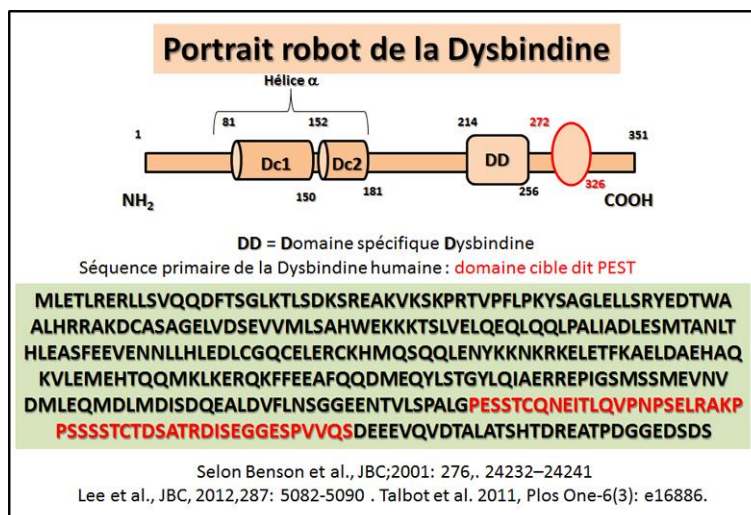 Portrait robot de la Dysbindine
Hélice α
1
81
152
214
272
351
Dc1
Dc2
DD
150
181
256
326
NH2
COOH
DD = Domaine spécifique Dysbindine
Séquence primaire de la Dysbindine humaine : domaine cible dit PEST
MLETLRERLLSVQQDFTSGLKTLSDKSREAKVKSKPRTVPFLPKYSAGLELLSRYEDTWA
ALHRRAKDCASAGELVDSEVVMLSAHWEKKKTSLVELQEQLQQLPALIADLESMTANLT
HLEASFEEVENNLLHLEDLCGQCELERCKHMQSQQLENYKKNKRKELETFKAELDAEHAQ
KVLEMEHTQQMKLKERQKFFEEAFQQDMEQYLSTGYLQIAERREPIGSMSSMEVNV
DMLEQMDLMDISDQEALDVFLNSGGEENTVLSPALGPESSTCQNEITLQVPNPSELRAKP
PSSSSTCTDSATRDISEGGESPVVQSDEEEVQVDTALATSHTDREATPDGGEDSDS
Selon Benson et al., JBC;2001: 276,. 24232–24241
Lee et al., JBC, 2012,287: 5082-5090 . Talbot et al. 2011, Plos One-6(3): e16886.